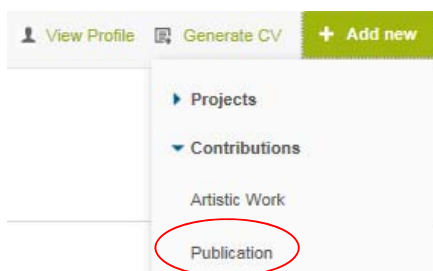 View Profile Generate CV + Add new
Projects
Contributions
Artistic Work
Publication